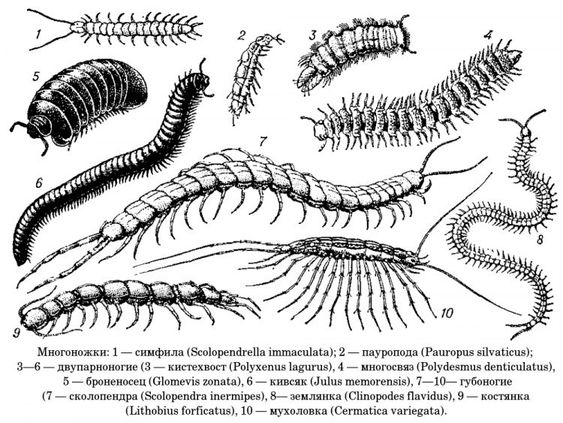 1
2
3
4
5
6
7
8
9
10
Многоножки: 1 — симфила (Scolopendrella immaculata); 2 — пауропода (Pauropus silvaticus);
3—6 — двупарноногие (3 — кистехвост (Polyxenus lagurus), 4 — многосвяз (Polydesmus denticulatus),
5 — броненосец (Glomevis zonata), 6 — кивсяк (Julus memorensis), 7—10— губоногие
(7 — сколопендра (Scolopendra inermipes), 8— землянка (Clinopodes flavidus), 9 — костянка
(Lithobius forficatus), 10 — мухоловка (Cermatica variegata).